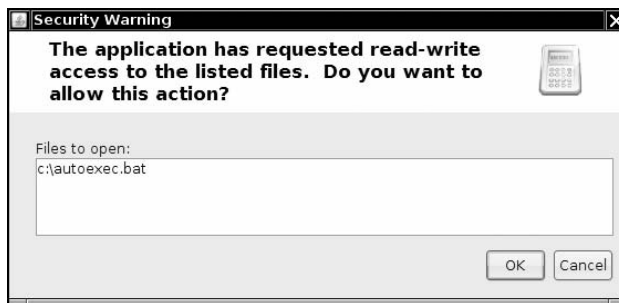 Security Warning
The application has requested read-write
access to the listed files. Do you want to
allow this action?
Files to open:
c:\autoexec.bat
OK Cancel